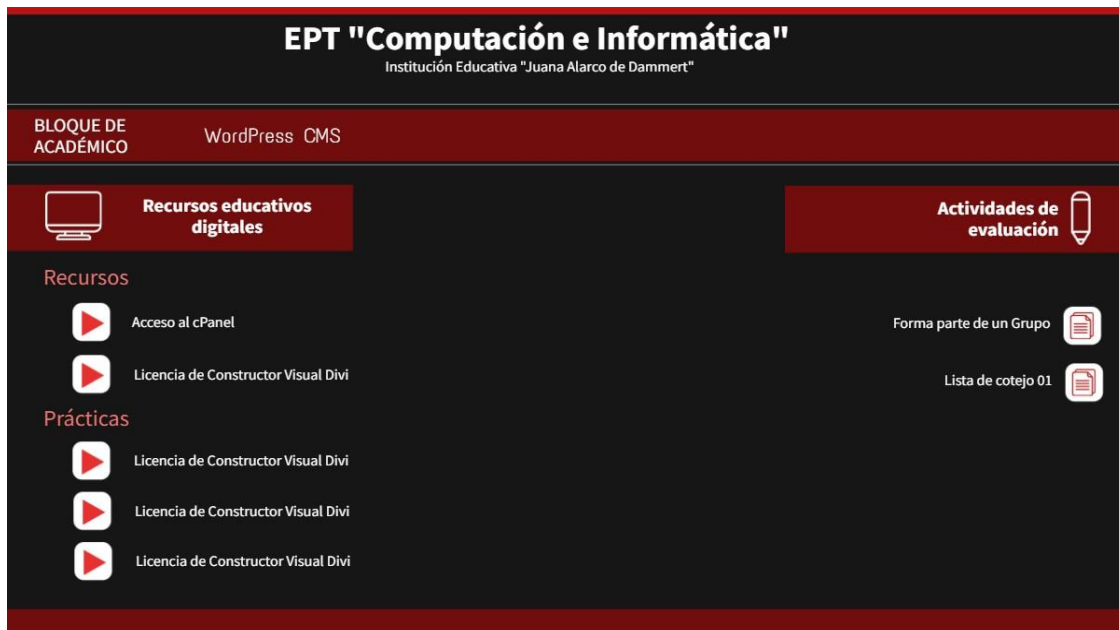 EPT "Computación e Informática"
Institución Educativa "Juana Alarco de Dammert"
BLOQUE DE
ACADÉMICO
WordPress CMS
Recursos educativos
digitales
Recursos
Acceso al cPanel
Licencia de Constructor Visual Divi
Prácticas
Licencia de Constructor Visual Divi
Licencia de Constructor Visual Divi
Licencia de Constructor Visual Divi
Actividades de
evaluación
Forma parte de un Grupo
Lista de cotejo 01